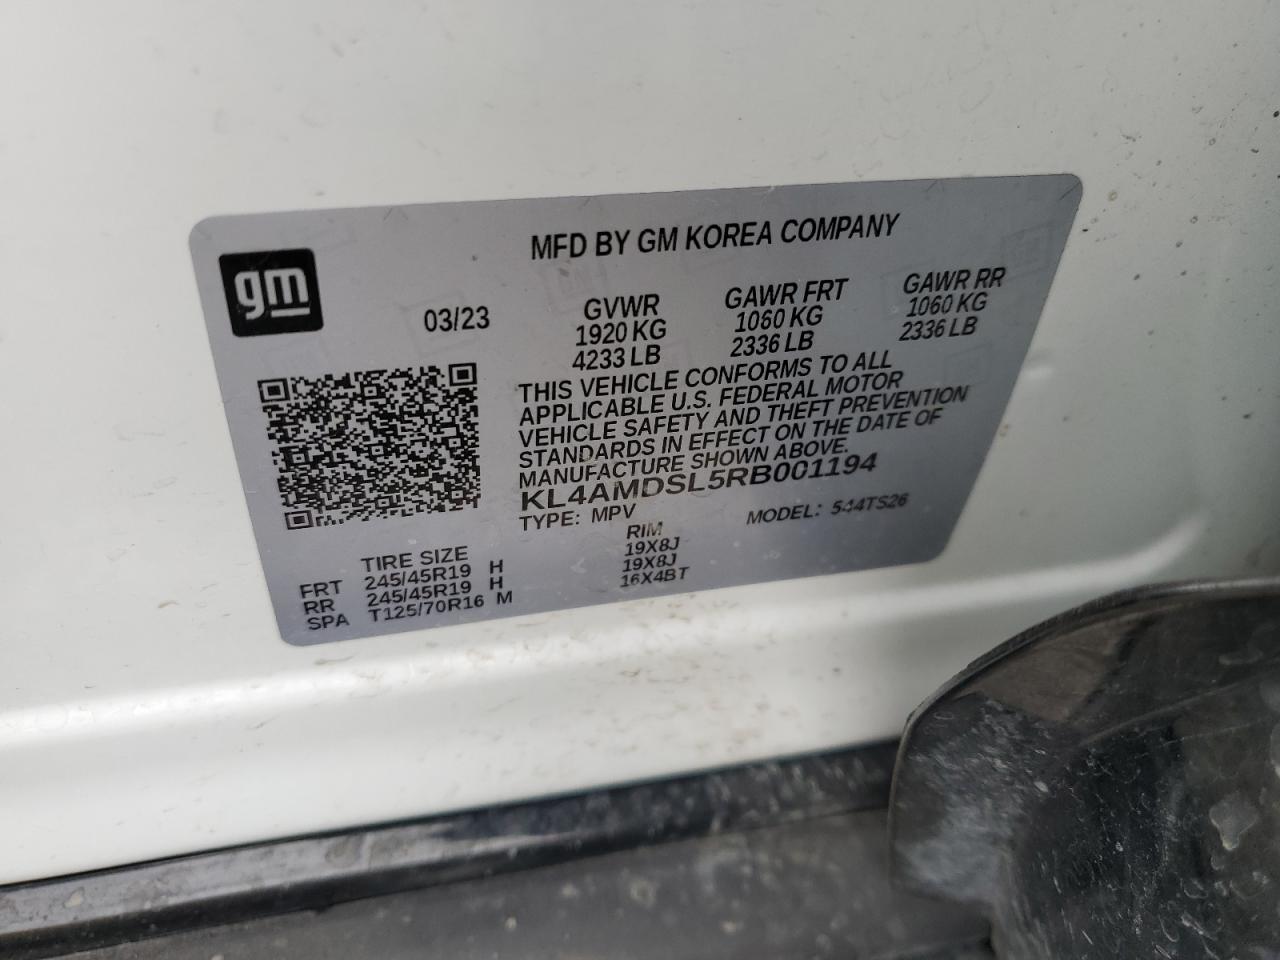 gm
MFD BY GM KOREA COMPANY
03/23
GVWR GAWR FRT GAWR RR
1920 KG 1060 KG 1060 KG
4233 LB 2336 LB 2336 LB
THIS VEHICLE CONFORMS TO ALL
APPLICABLE U.S. FEDERAL MOTOR
VEHICLE SAFETY AND THEFT PREVENTION
STANDARDS IN EFFECT ON THE DATE OF
MANUFACTURE SHOWN ABOVE.
KL4AMDSL5RB001194
TYPE: MPV MODEL: 544TS26
TIRE SIZE RIM
FRT 245/45R19 H 19X8J
RR 245/45R19 H 19X8J
SPA T125/70R16 M 16X4BT